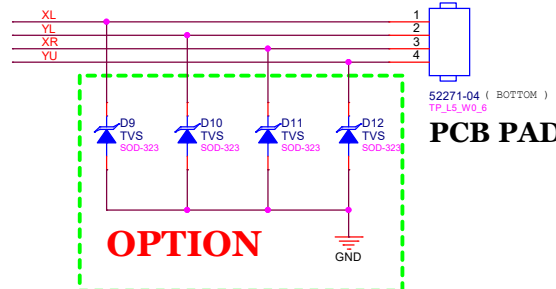 XL
YL
XR
YU
1
2
3
4
52271-04 ( BOTTOM )
TP_L5_W0_6
PCB PAD
D9
TVS
SOD-323
D10
TVS
SOD-323
D11
TVS
SOD-323
D12
TVS
SOD-323
OPTION
GND